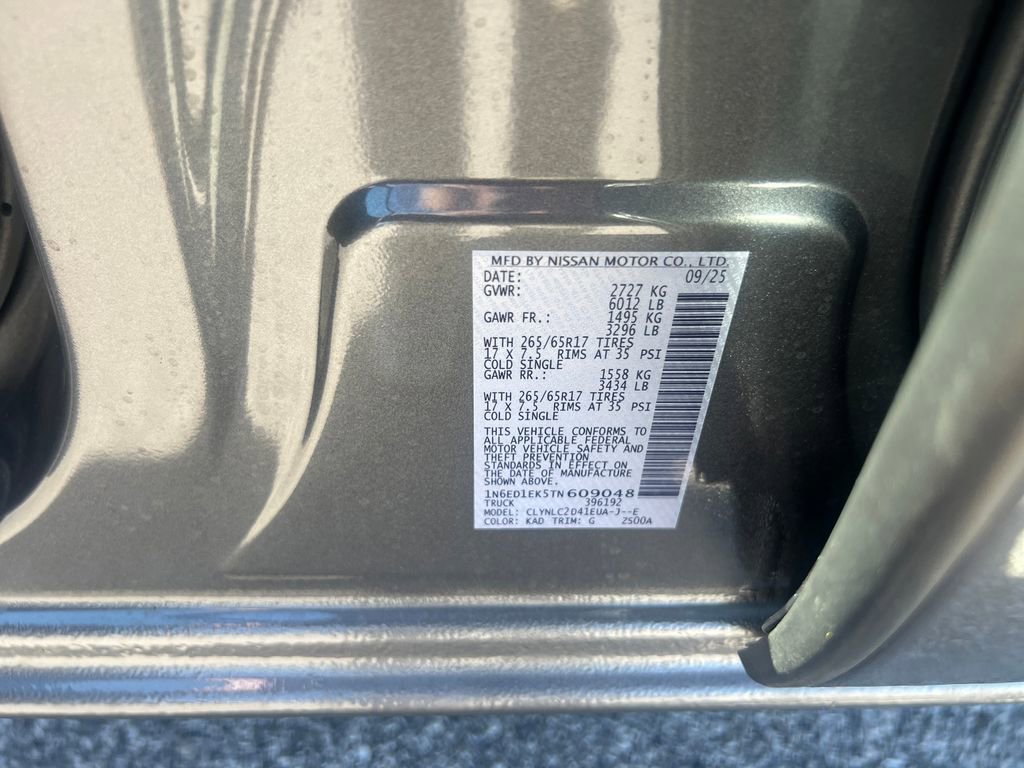 MFD BY NISSAN MOTOR CO., LTD.
DATE: 09/25
GVWR: 2727 KG
6012 LB
GAWR FR.: 1495 KG
3296 LB
WITH 265/65R17 TIRES
17 X 7.5 RIMS AT 35 PSI
COLD SINGLE
GAWR RR.: 1558 KG
3434 LB
WITH 265/65R17 TIRES
17 X 7.5 RIMS AT 35 PSI
COLD SINGLE
THIS VEHICLE CONFORMS TO
ALL APPLICABLE FEDERAL
MOTOR VEHICLE SAFETY AND
THEFT PREVENTION
STANDARDS IN EFFECT ON
THE DATE OF MANUFACTURE
SHOWN ABOVE.
1N6ED1EK5TN609048
TRUCK 396192
MODEL: CLYNLC2D41EUA-J--E
COLOR: KAD TRIM: G 2S00A